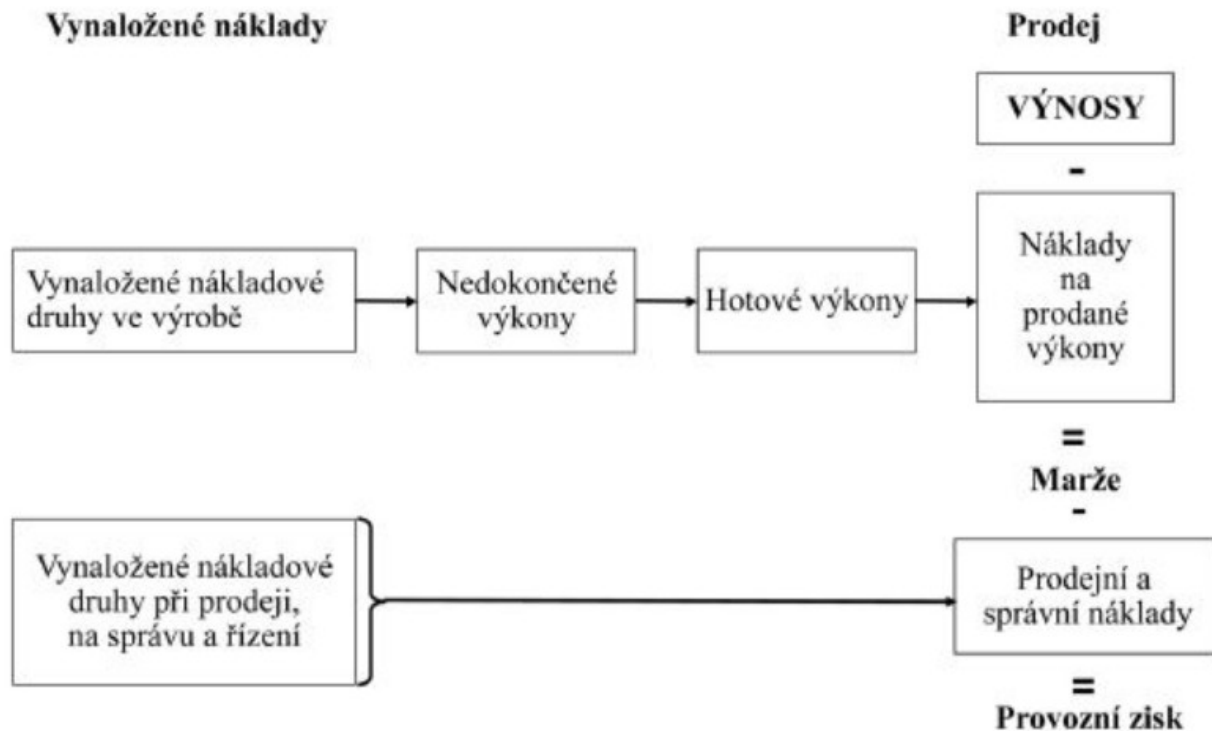 Vynaložené náklady
Prodej
VÝNOSY
-
Vynaložené nákladové
druhy ve výrobě
Nedokončené
výkony
Hotové výkony
Náklady
na
prodané
výkony
=
Marže
-
Vynaložené nákladové
druhy při prodeji,
na správu a řízení
Prodejní a
správní náklady
=
Provozní zisk